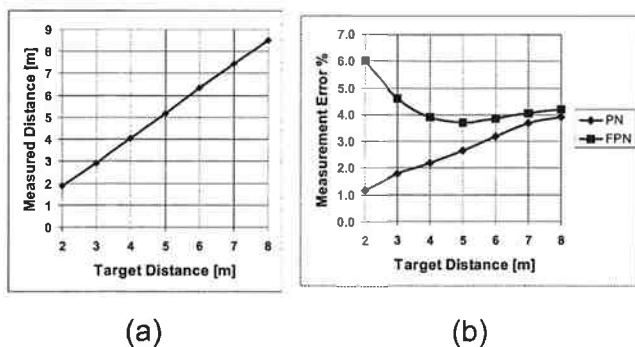 9
8
7
6
5
4
3
2
1
0
Measured Distance [m]
2 3 4 5 6 7 8
Target Distance [m]
(a)
7.0
6.0
5.0
4.0
3.0
2.0
1.0
0.0
Measurement Error %
2 3 4 5 6 7 8
Target Distance [m]
PN
FPN
(b)